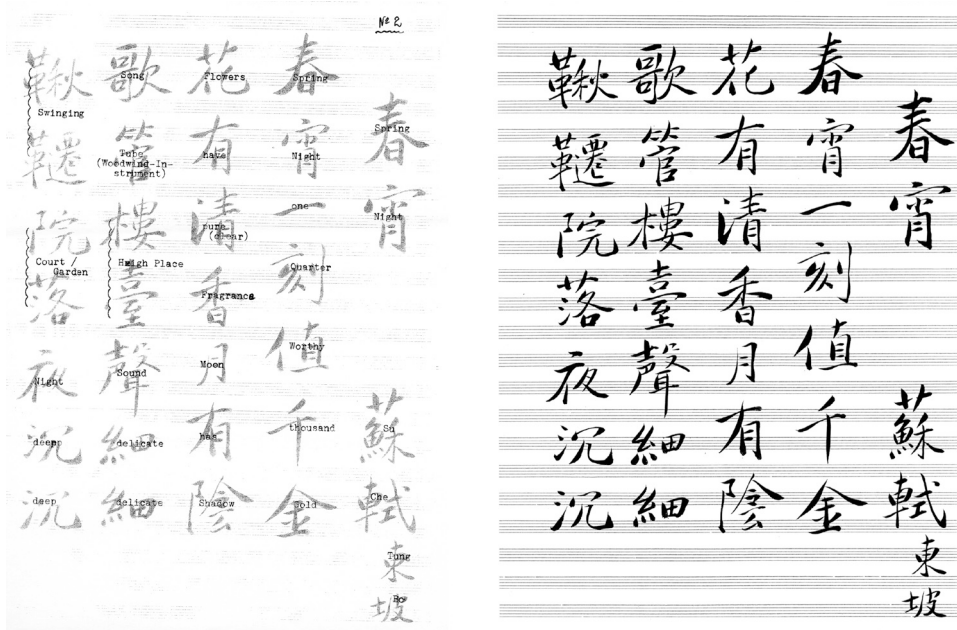 № 2
春宵
蘇軾
東坡
Spring
Night
Su
Che
Tung
Bo
春宵一刻值千金
Spring
Night
one
Quarter
Worthy
thousand
gold
花有清香月有陰
Flowers
have
pure
(clear)
Fragrance
Moon
has
Shadow
歌管樓臺聲細細
Song
Tube
(Woodwind-In-
strument)
High Place
Sound
delicate
delicate
鞦韆院落夜沉沉
Swinging
Court /
Garden
Night
deep
deep
春宵
蘇軾
東坡
春宵一刻值千金
花有清香月有陰
歌管樓臺聲細細
鞦韆院落夜沉沉